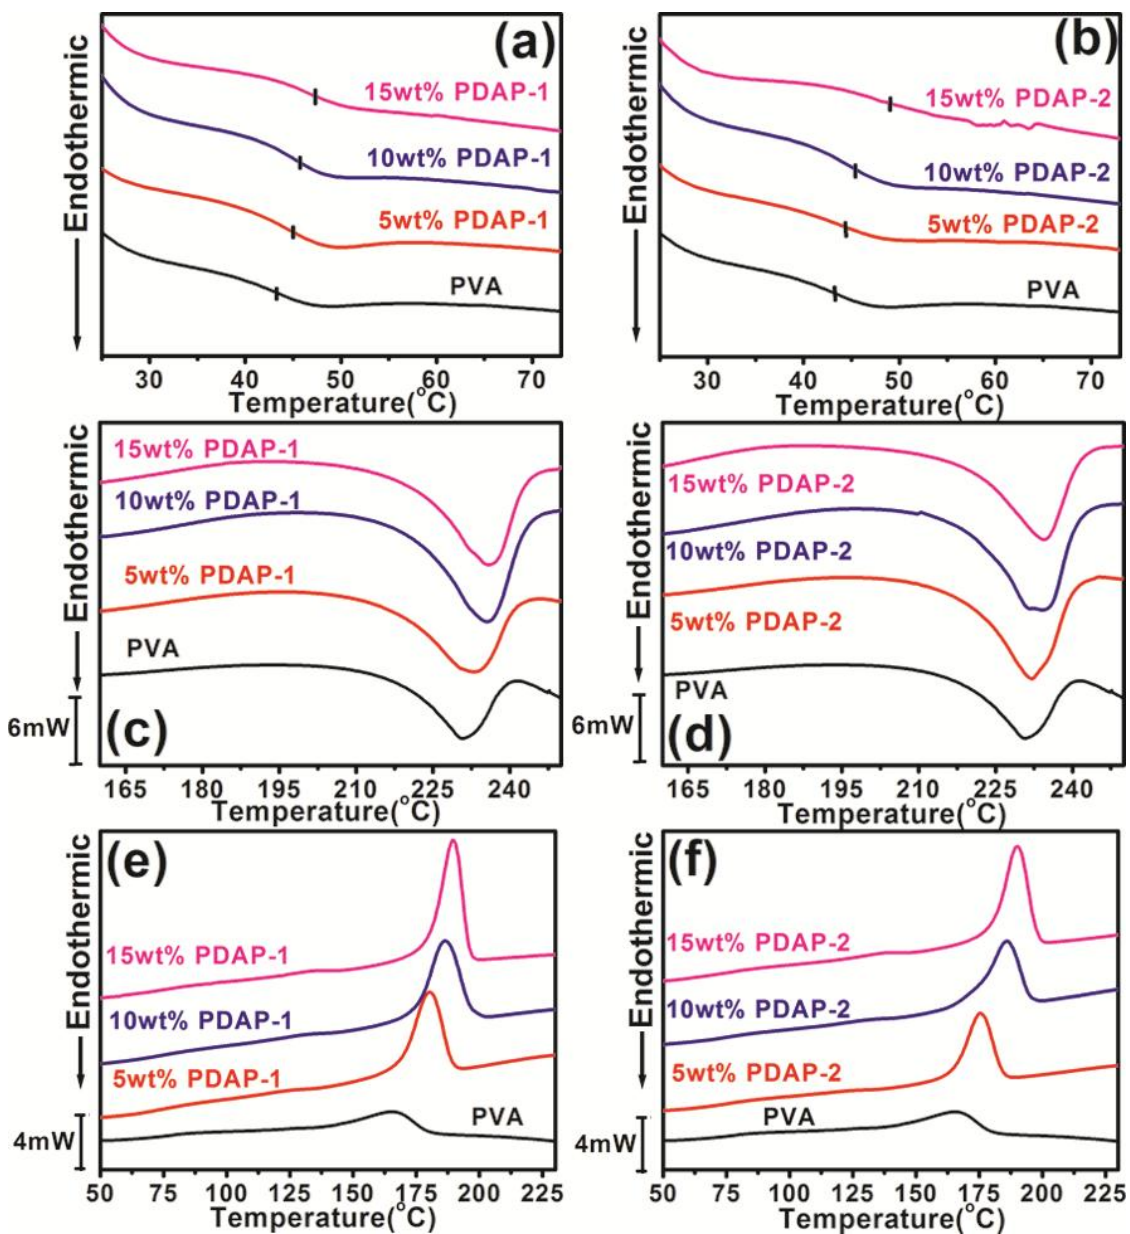 (a)
Endothermic
15wt% PDAP-1
10wt% PDAP-1
5wt% PDAP-1
PVA
30 40 50 60 70
Temperature(°C)
(b)
Endothermic
15wt% PDAP-2
10wt% PDAP-2
5wt% PDAP-2
PVA
30 40 50 60 70
Temperature(°C)
Endothermic
15wt% PDAP-1
10wt% PDAP-1
5wt% PDAP-1
PVA
6mW
(c)
165 180 195 210 225 240
Temperature(°C)
Endothermic
15wt% PDAP-2
10wt% PDAP-2
5wt% PDAP-2
PVA
6mW
(d)
165 180 195 210 225 240
Temperature(°C)
(e)
Endothermic
15wt% PDAP-1
10wt% PDAP-1
5wt% PDAP-1
PVA
4mW
50 75 100 125 150 175 200 225
Temperature(°C)
(f)
Endothermic
15wt% PDAP-2
10wt% PDAP-2
5wt% PDAP-2
PVA
4mW
50 75 100 125 150 175 200 225
Temperature(°C)